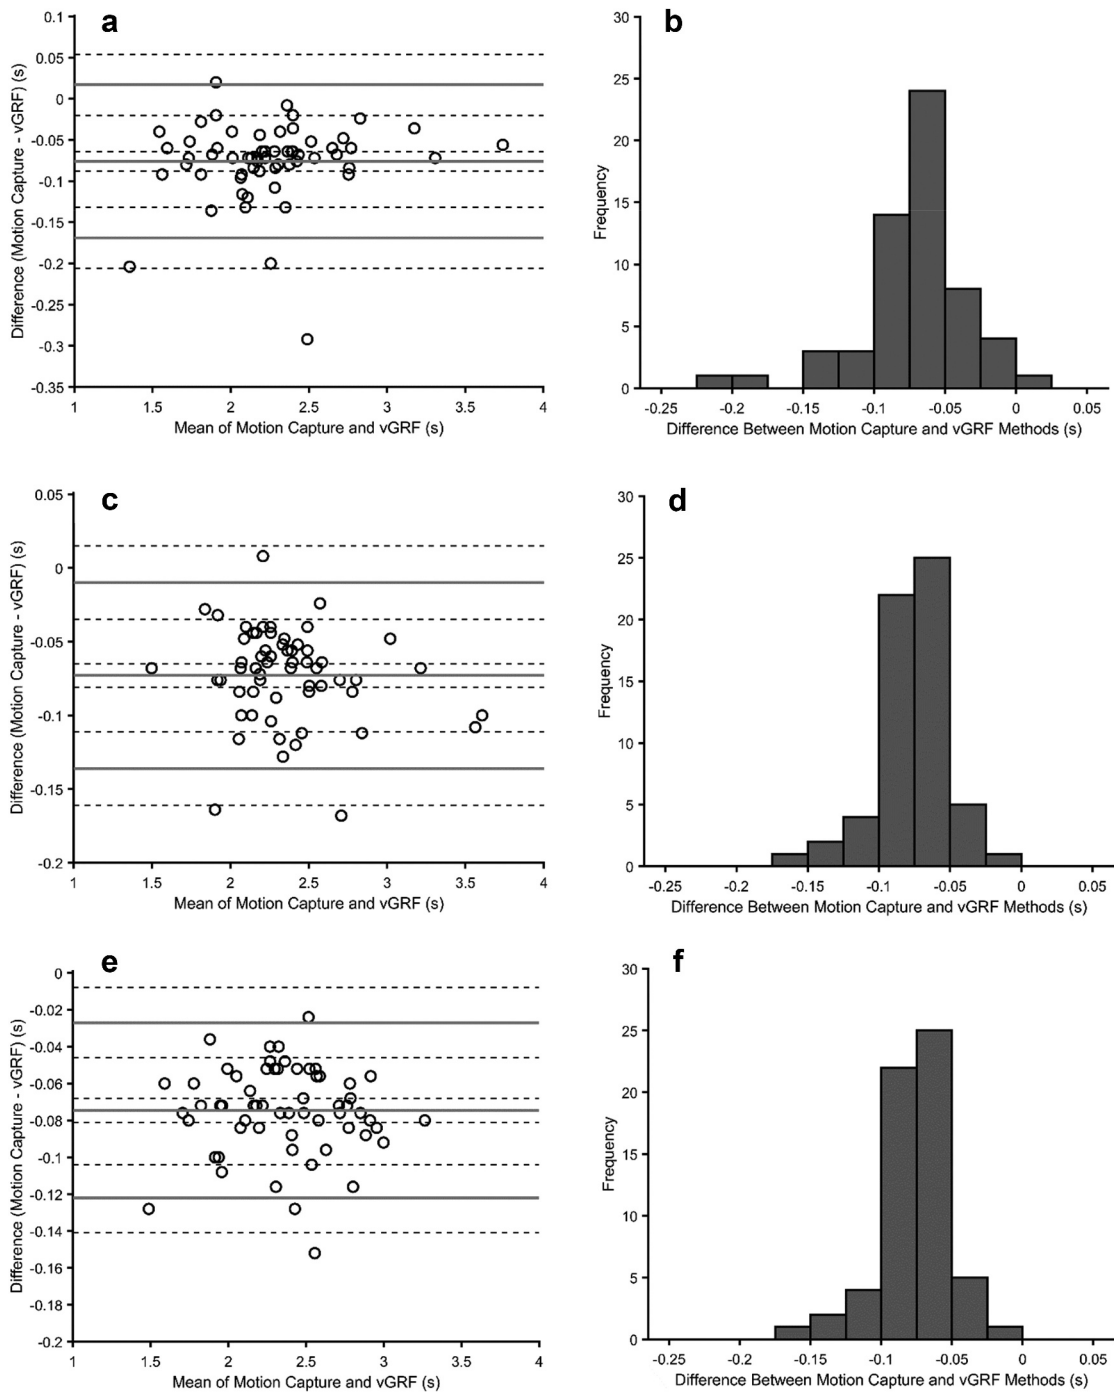 a
0.1
0.05
0
-0.05
-0.1
-0.15
-0.2
-0.25
-0.3
-0.35
1 1.5 2 2.5 3 3.5 4
Difference (Motion Capture - vGRF) (s)
Mean of Motion Capture and vGRF (s)
b
30
25
20
15
10
5
0
-0.25 -0.2 -0.15 -0.1 -0.05 0 0.05
Frequency
Difference Between Motion Capture and vGRF Methods (s)
c
0.05
0
-0.05
-0.1
-0.15
-0.2
1 1.5 2 2.5 3 3.5 4
Difference (Motion Capture - vGRF) (s)
Mean of Motion Capture and vGRF (s)
d
30
25
20
15
10
5
0
-0.25 -0.2 -0.15 -0.1 -0.05 0 0.05
Frequency
Difference Between Motion Capture and vGRF Methods (s)
e
0
-0.02
-0.04
-0.06
-0.08
-0.1
-0.12
-0.14
-0.16
-0.18
-0.2
1 1.5 2 2.5 3 3.5 4
Difference (Motion Capture - vGRF) (s)
Mean of Motion Capture and vGRF (s)
f
30
25
20
15
10
5
0
-0.25 -0.2 -0.15 -0.1 -0.05 0 0.05
Frequency
Difference Between Motion Capture and vGRF Methods (s)